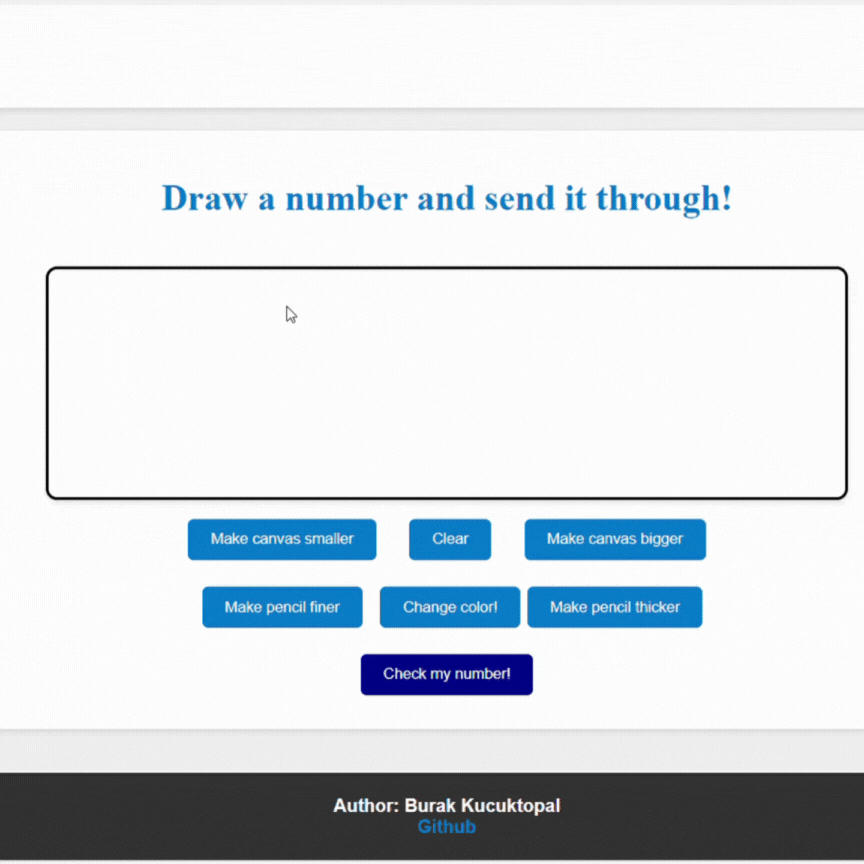 Draw a number and send it through!
Make canvas smaller Clear Make canvas bigger
Make pencil finer Change color! Make pencil thicker
Check my number!
Author: Burak Kucuktopal
Github